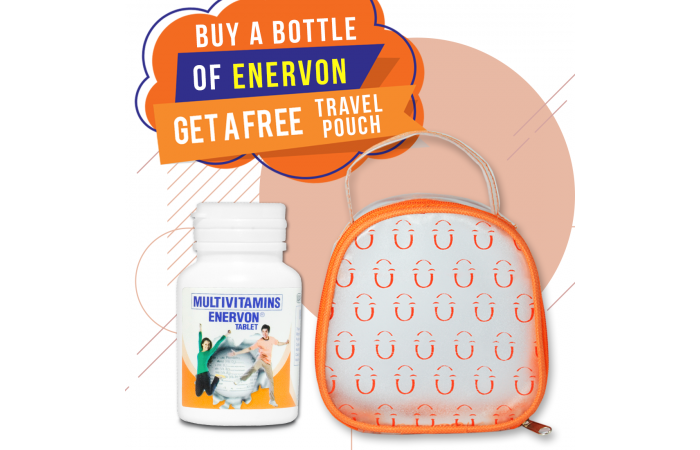 BUY A BOTTLE
OF ENERVON
GET A FREE TRAVEL POUCH
MULTIVITAMINS
ENERVON®
TABLET